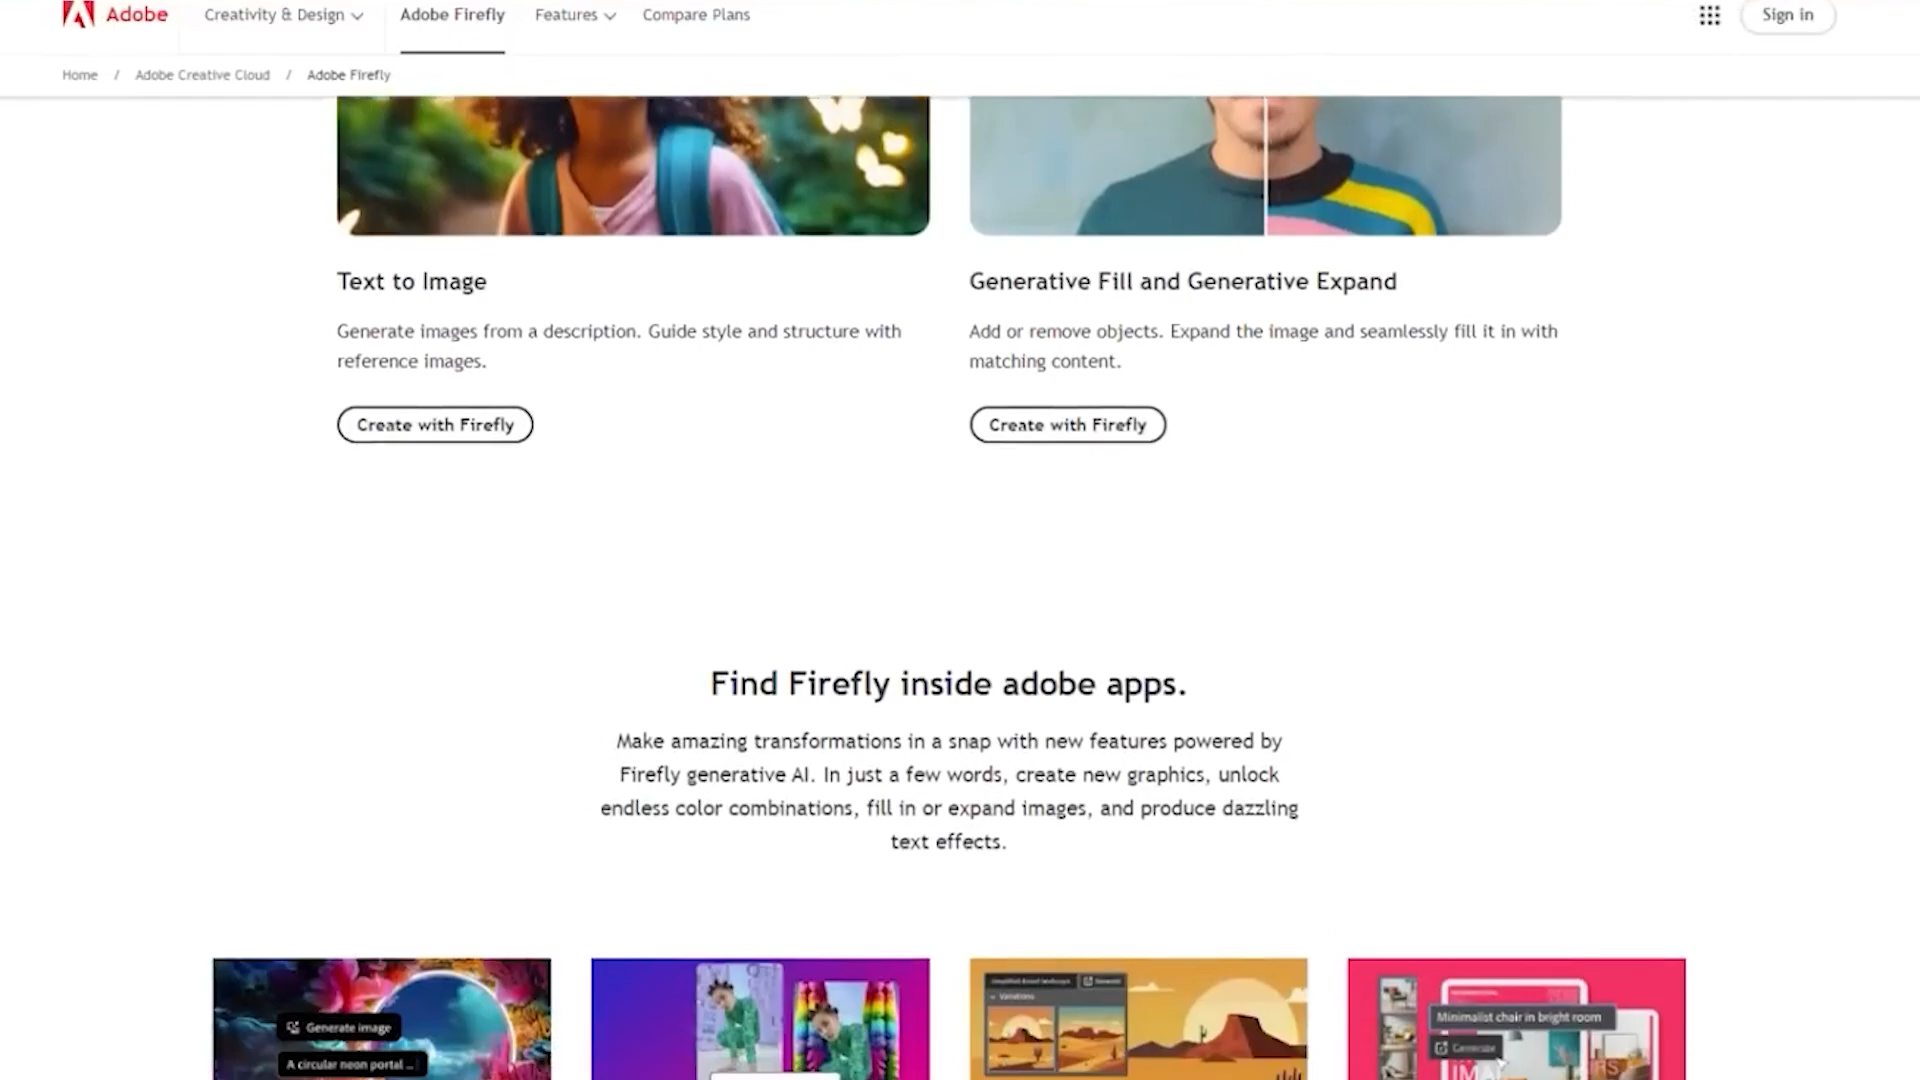 Adobe
Creativity & Design
Adobe Firefly
Features
Compare Plans
Sign in
Home / Adobe Creative Cloud / Adobe Firefly
Text to Image
Generate images from a description. Guide style and structure with
reference images.
Create with Firefly
Generative Fill and Generative Expand
Add or remove objects. Expand the image and seamlessly fill it in with
matching content.
Create with Firefly
Find Firefly inside adobe apps.
Make amazing transformations in a snap with new features powered by
Firefly generative AI. In just a few words, create new graphics, unlock
endless color combinations, fill in or expand images, and produce dazzling
text effects.
Generate image
A circular neon portal ...
Variations
Minimalist chair in bright room
Generate